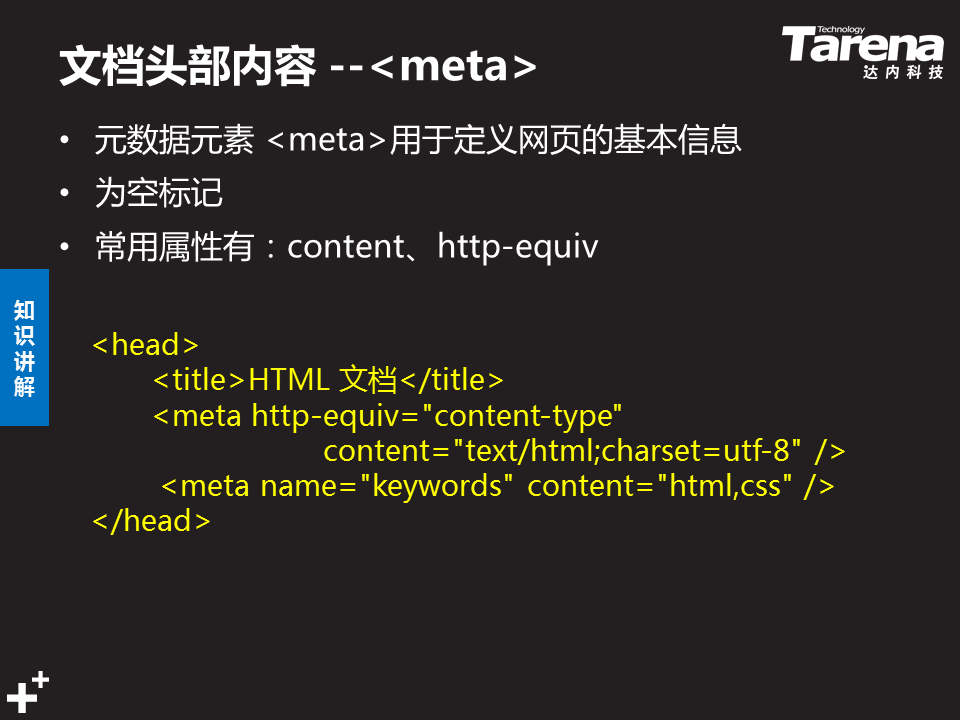 文档头部内容 --<meta>
Technology
Tarena
达内科技
• 元数据元素 <meta>用于定义网页的基本信息
• 为空标记
• 常用属性有：content、http-equiv
知
识
讲
解
<head>
<title>HTML 文档</title>
<meta http-equiv="content-type"
content="text/html;charset=utf-8" />
<meta name="keywords" content="html,css" />
</head>